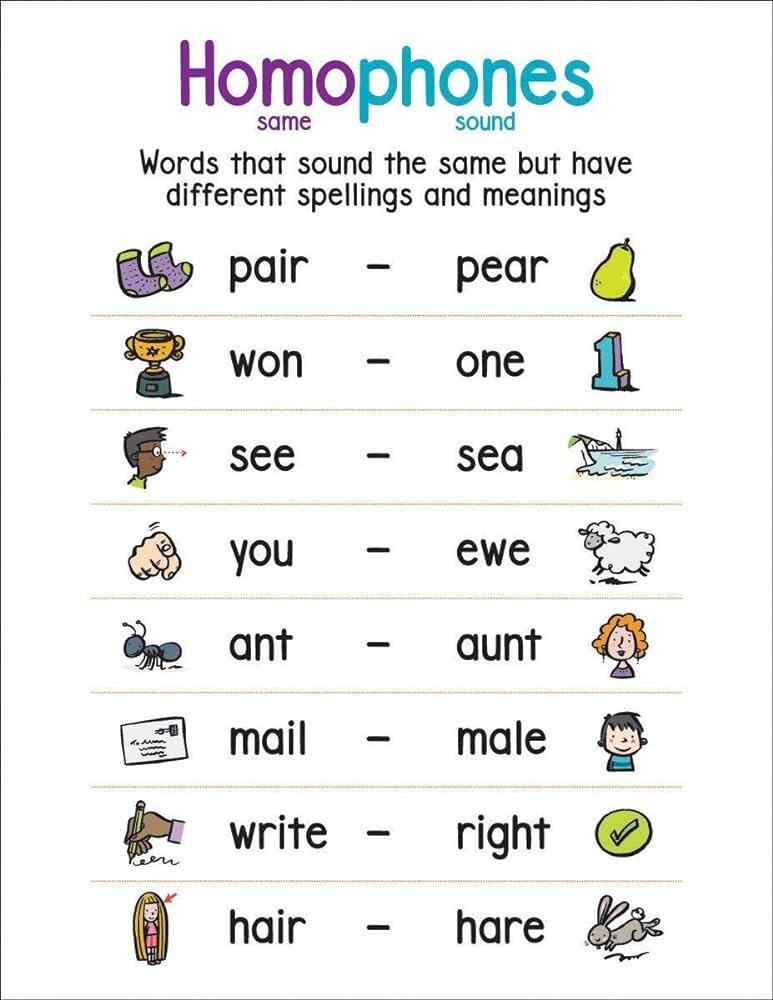 Homophones
same sound
Words that sound the same but have
different spellings and meanings
pair – pear
won – one
1
see – sea
you – ewe
ant – aunt
mail – male
write – right
hair – hare